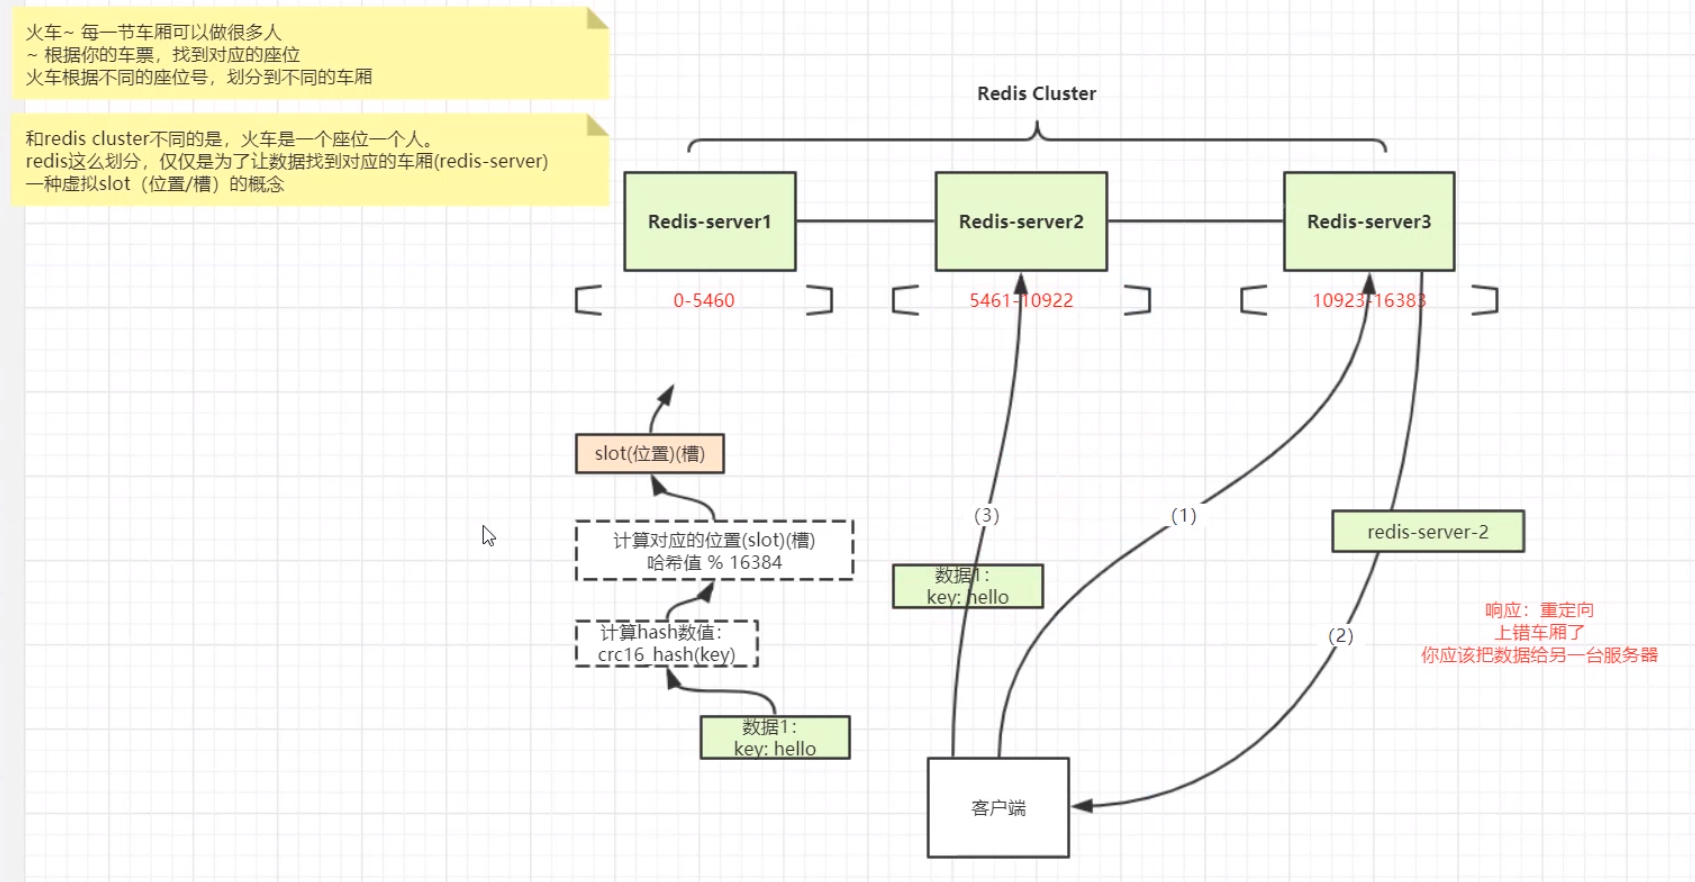 火车~ 每一节车厢可以做很多人
~ 根据你的车票，找到对应的座位
火车根据不同的座位号，划分到不同的车厢
和redis cluster不同的是，火车是一个座位一个人。
redis这么划分，仅仅是为了让数据找到对应的车厢(redis-server)
一种虚拟slot（位置/槽）的概念
Redis Cluster
Redis-server1
Redis-server2
Redis-server3
0-5460
5461-10922
10923-16383
slot(位置)(槽)
计算对应的位置(slot)(槽)
哈希值 % 16384
计算hash数值：
crc16_hash(key)
数据1：
key: hello
(3)
数据1：
key: hello
(1)
redis-server-2
(2)
响应：重定向
上错车厢了
你应该把数据给另一台服务器
客户端